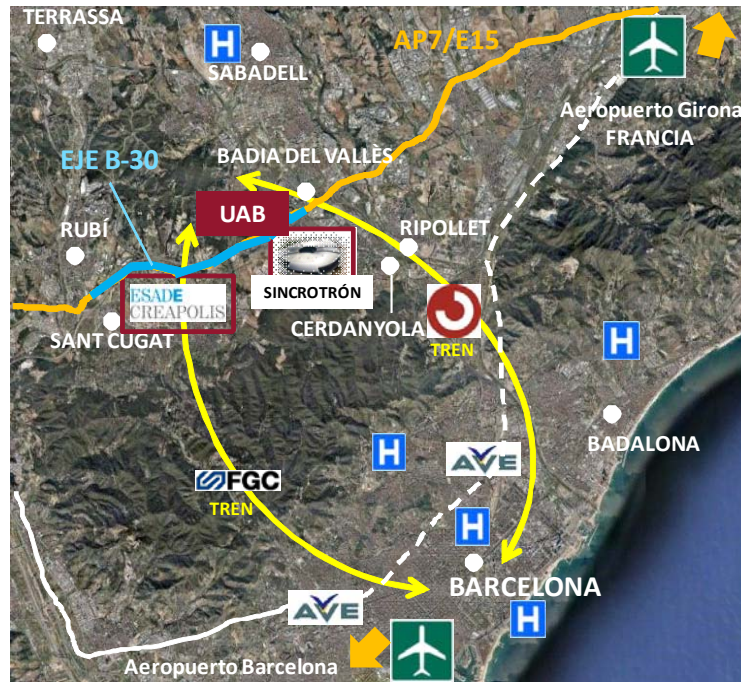 TERRASSA
H
SABADELL
AP7/E15
Aeropuerto Girona
FRANCIA
EJE B-30
BADIA DEL VALLÈS
UAB
RUBÍ
RIPOLLET
SINCROTRÓN
ESADE
CREAPOLIS
SANT CUGAT
CERDANYOLA
TREN
H
BADALONA
H
AVE
FGC
TREN
H
BARCELONA
AVE
H
Aeropuerto Barcelona